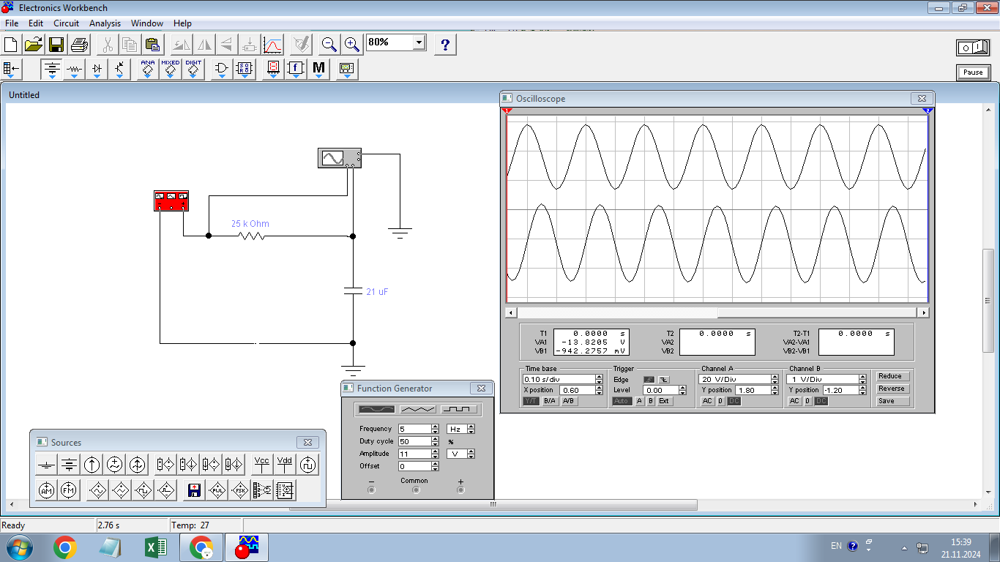 Electronics Workbench
File Edit Circuit Analysis Window Help
80%
?
O I
ANA MIXED DIGIT
f M
Pause
Untitled
25 k Ohm
21 uF
Oscilloscope
1 2
T1 0.0000 s
VA1 -13.8205 V
VB1 -942.2757 mV
T2 0.0000 s
VA2
VB2
T2-T1 0.0000 s
VA2-VA1
VB2-VB1
Time base
0.10 s/div
X position 0.60
Y/T B/A A/B
Trigger
Edge
Level 0.00
Auto A B Ext
Channel A
20 V/Div
Y position 1.80
AC 0 DC
Channel B
1 V/Div
Y position -1.20
AC 0 DC
Reduce
Reverse
Save
Function Generator
Frequency 5 Hz
Duty cycle 50 %
Amplitude 11 V
Offset 0
− Common +
Sources
Vcc Vdd
AM FM PUL FSK
Ready 2.76 s Temp: 27
EN ? 15:39
21.11.2024